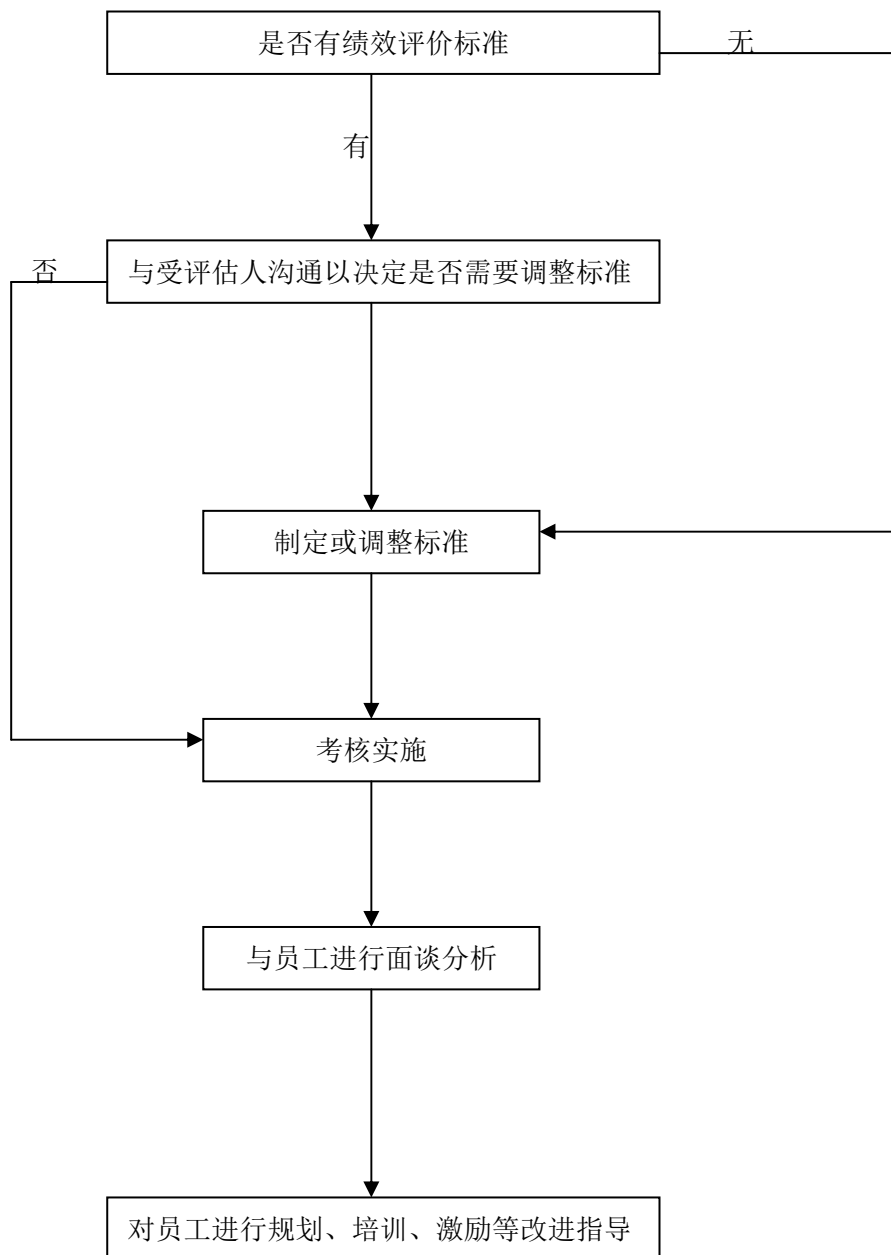 是否有绩效评价标准
无
有
否
与受评估人沟通以决定是否需要调整标准
制定或调整标准
考核实施
与员工进行面谈分析
对员工进行规划、培训、激励等改进指导